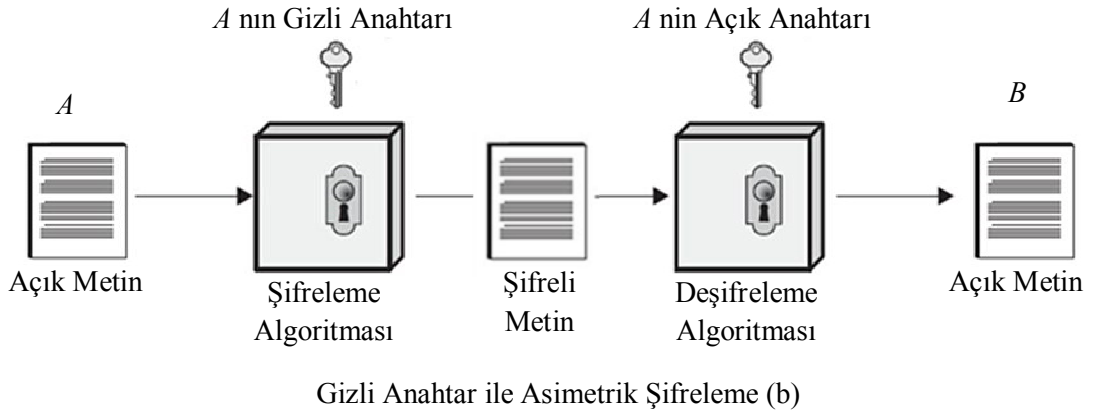 A nın Gizli Anahtarı
A nin Açık Anahtarı
A
B
Açık Metin
Şifreleme
Algoritması
Şifreli
Metin
Deşifreleme
Algoritması
Açık Metin
Gizli Anahtar ile Asimetrik Şifreleme (b)